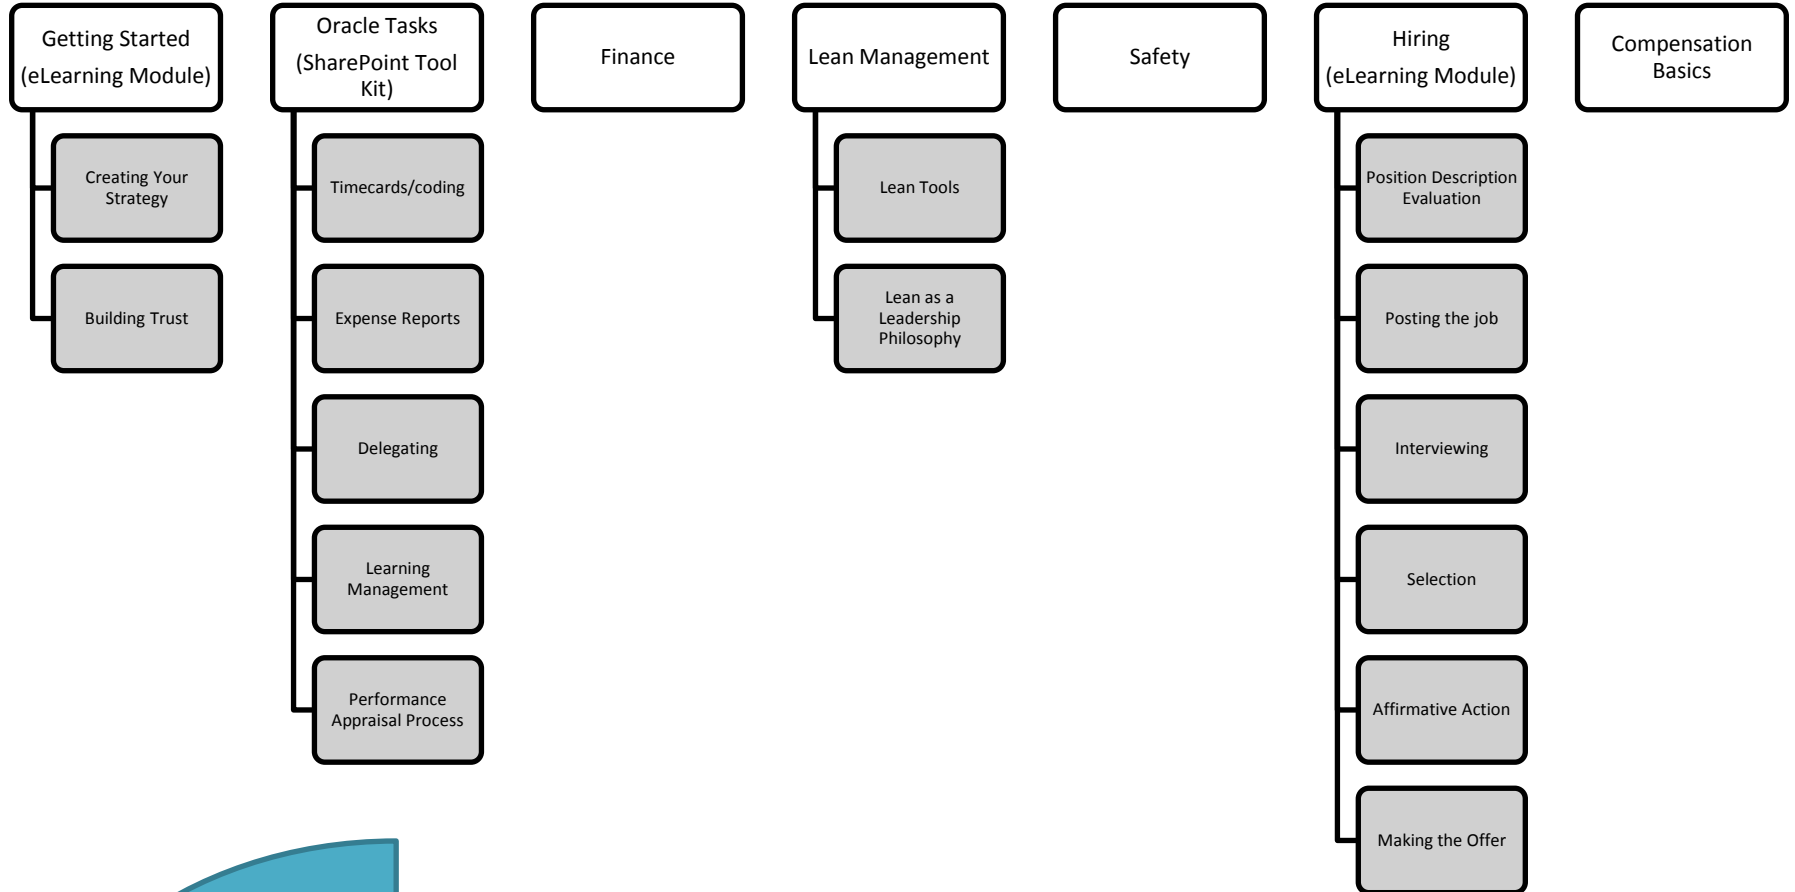 Getting Started
(eLearning Module)
Creating Your
Strategy
Building Trust
Oracle Tasks
(SharePoint Tool
Kit)
Timecards/coding
Expense Reports
Delegating
Learning
Management
Performance
Appraisal Process
Finance
Lean Management
Lean Tools
Lean as a
Leadership
Philosophy
Safety
Hiring
(eLearning Module)
Position Description
Evaluation
Posting the job
Interviewing
Selection
Affirmative Action
Making the Offer
Compensation
Basics